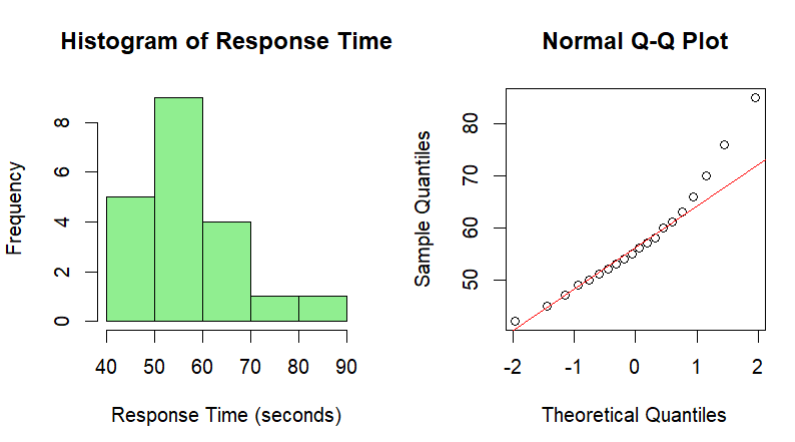 Histogram of Response Time
Frequency
0 2 4 6 8
40 50 60 70 80 90
Response Time (seconds)
Normal Q-Q Plot
Sample Quantiles
50 60 70 80
-2 -1 0 1 2
Theoretical Quantiles